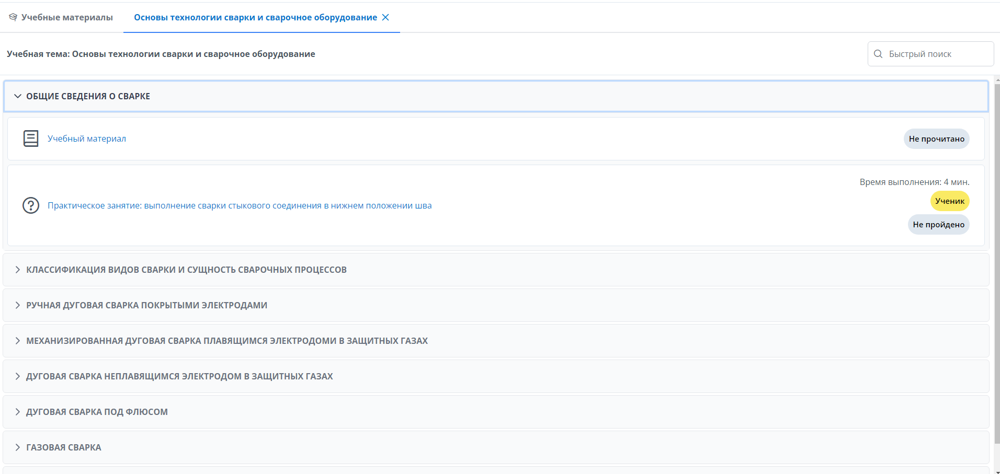 Учебные материалы
Основы технологии сварки и сварочное оборудование
Учебная тема: Основы технологии сварки и сварочное оборудование
Быстрый поиск
ОБЩИЕ СВЕДЕНИЯ О СВАРКЕ
Учебный материал
Не прочитано
Время выполнения: 4 мин.
Ученик
Практическое занятие: выполнение сварки стыкового соединения в нижнем положении шва
Не пройдено
КЛАССИФИКАЦИЯ ВИДОВ СВАРКИ И СУЩНОСТЬ СВАРОЧНЫХ ПРОЦЕССОВ
РУЧНАЯ ДУГОВАЯ СВАРКА ПОКРЫТЫМИ ЭЛЕКТРОДАМИ
МЕХАНИЗИРОВАННАЯ ДУГОВАЯ СВАРКА ПЛАВЯЩИМСЯ ЭЛЕКТРОДОМИ В ЗАЩИТНЫХ ГАЗАХ
ДУГОВАЯ СВАРКА НЕПЛАВЯЩИМСЯ ЭЛЕКТРОДОМ В ЗАЩИТНЫХ ГАЗАХ
ДУГОВАЯ СВАРКА ПОД ФЛЮСОМ
ГАЗОВАЯ СВАРКА